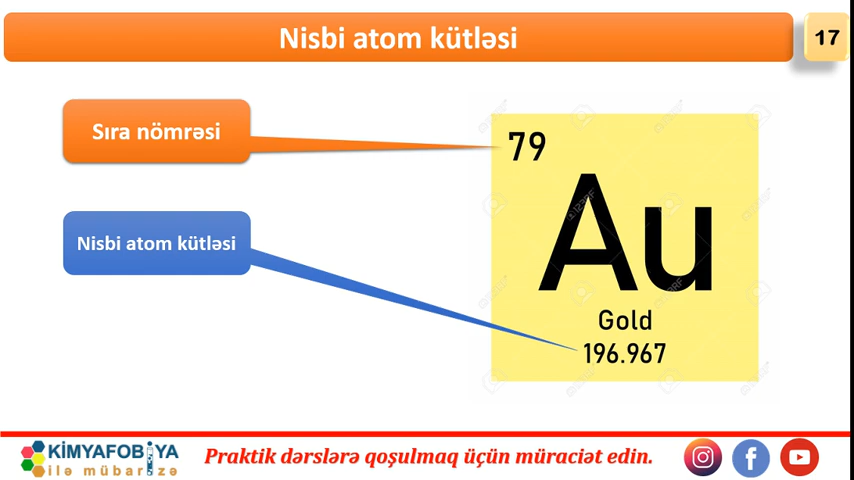 Nisbi atom kütləsi
17
Sıra nömrəsi
79
Au
Nisbi atom kütləsi
Gold
196.967
KİMYAFOBİYA
ilə mübarizə
Praktik dərslərə qoşulmaq üçün müraciət edin.